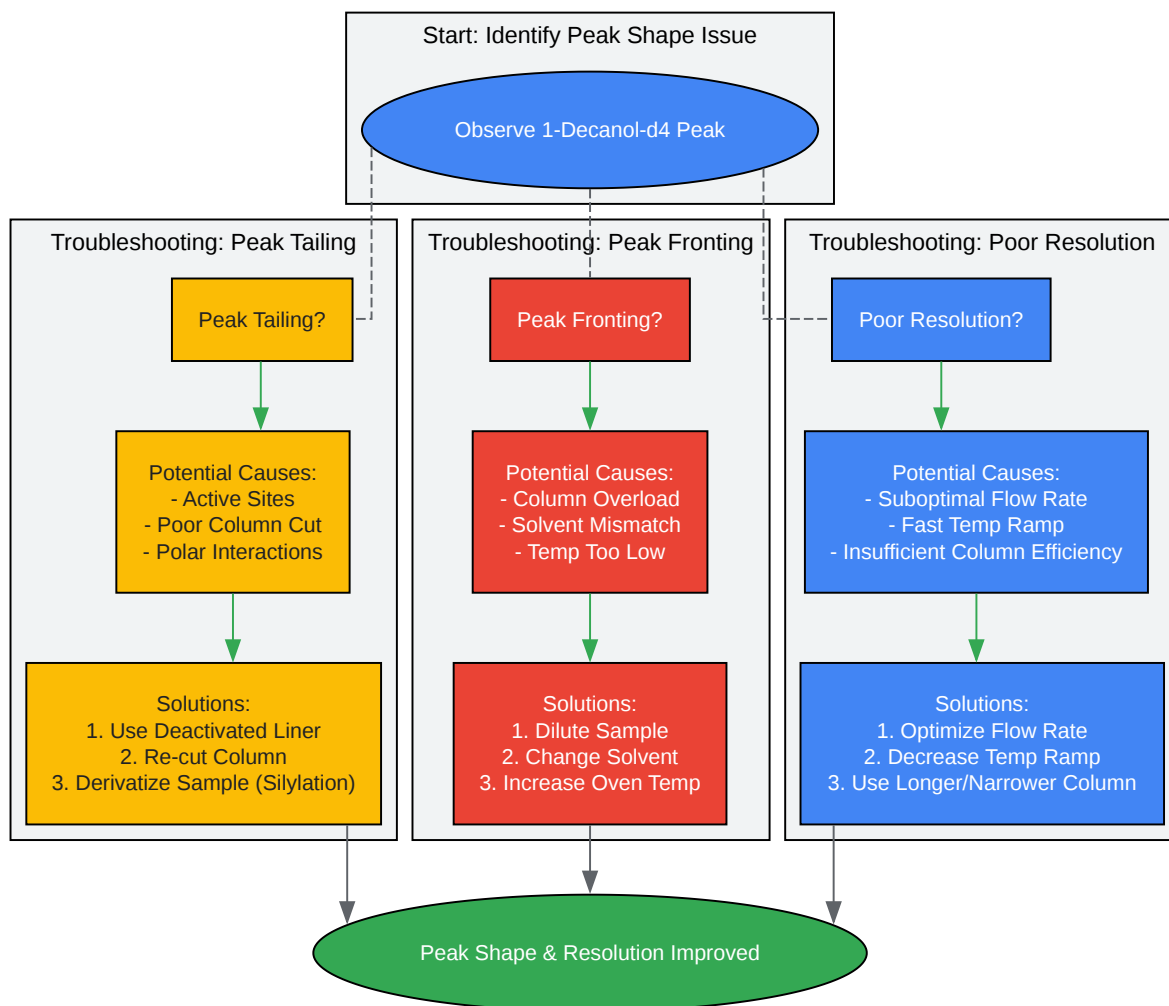 Start: Identify Peak Shape Issue
Observe 1-Decanol-d4 Peak
Troubleshooting: Peak Tailing
Peak Tailing?
Potential Causes:
- Active Sites
- Poor Column Cut
- Polar Interactions
Solutions:
1. Use Deactivated Liner
2. Re-cut Column
3. Derivatize Sample (Silylation)
Troubleshooting: Peak Fronting
Peak Fronting?
Potential Causes:
- Column Overload
- Solvent Mismatch
- Temp Too Low
Solutions:
1. Dilute Sample
2. Change Solvent
3. Increase Oven Temp
Troubleshooting: Poor Resolution
Poor Resolution?
Potential Causes:
- Suboptimal Flow Rate
- Fast Temp Ramp
- Insufficient Column Efficiency
Solutions:
1. Optimize Flow Rate
2. Decrease Temp Ramp
3. Use Longer/Narrower Column
Peak Shape & Resolution Improved